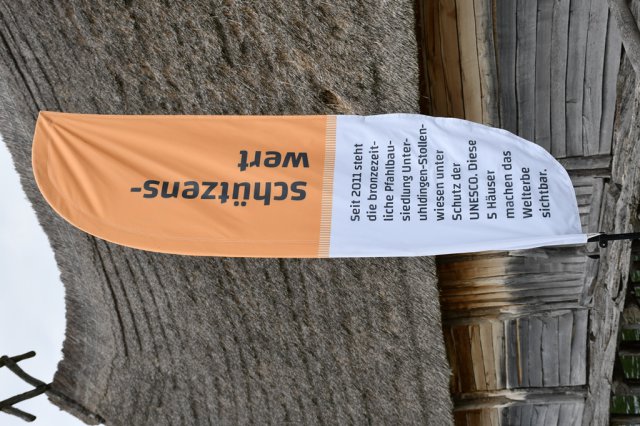 schützens-
wert
Seit 2011 steht
die bronzezeit-
liche Pfahlbau-
siedlung Unter-
uhldingen-Stollen-
wiesen unter
Schutz der
UNESCO. Diese
5 Häuser
machen das
Welterbe
sichtbar.